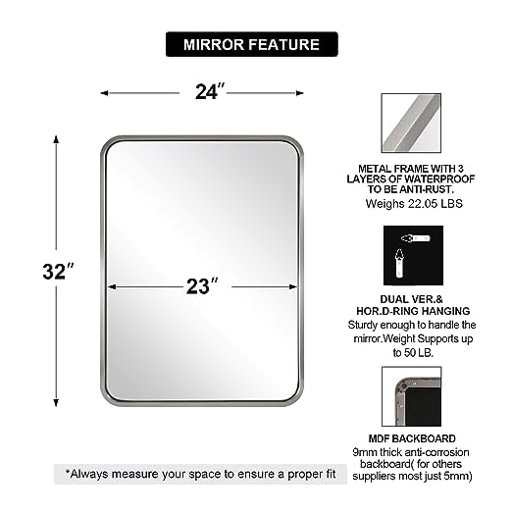 MIRROR FEATURE
24"
32"
23"
METAL FRAME WITH 3
LAYERS OF WATERPROOF
TO BE ANTI-RUST.
Weighs 22.05 LBS
DUAL VER.&
HOR.D-RING HANGING
Sturdy enough to handle the
mirror.Weight Supports up
to 50 LB.
MDF BACKBOARD
9mm thick anti-corrosion
backboard( for others
suppliers most just 5mm)
*Always measure your space to ensure a proper fit